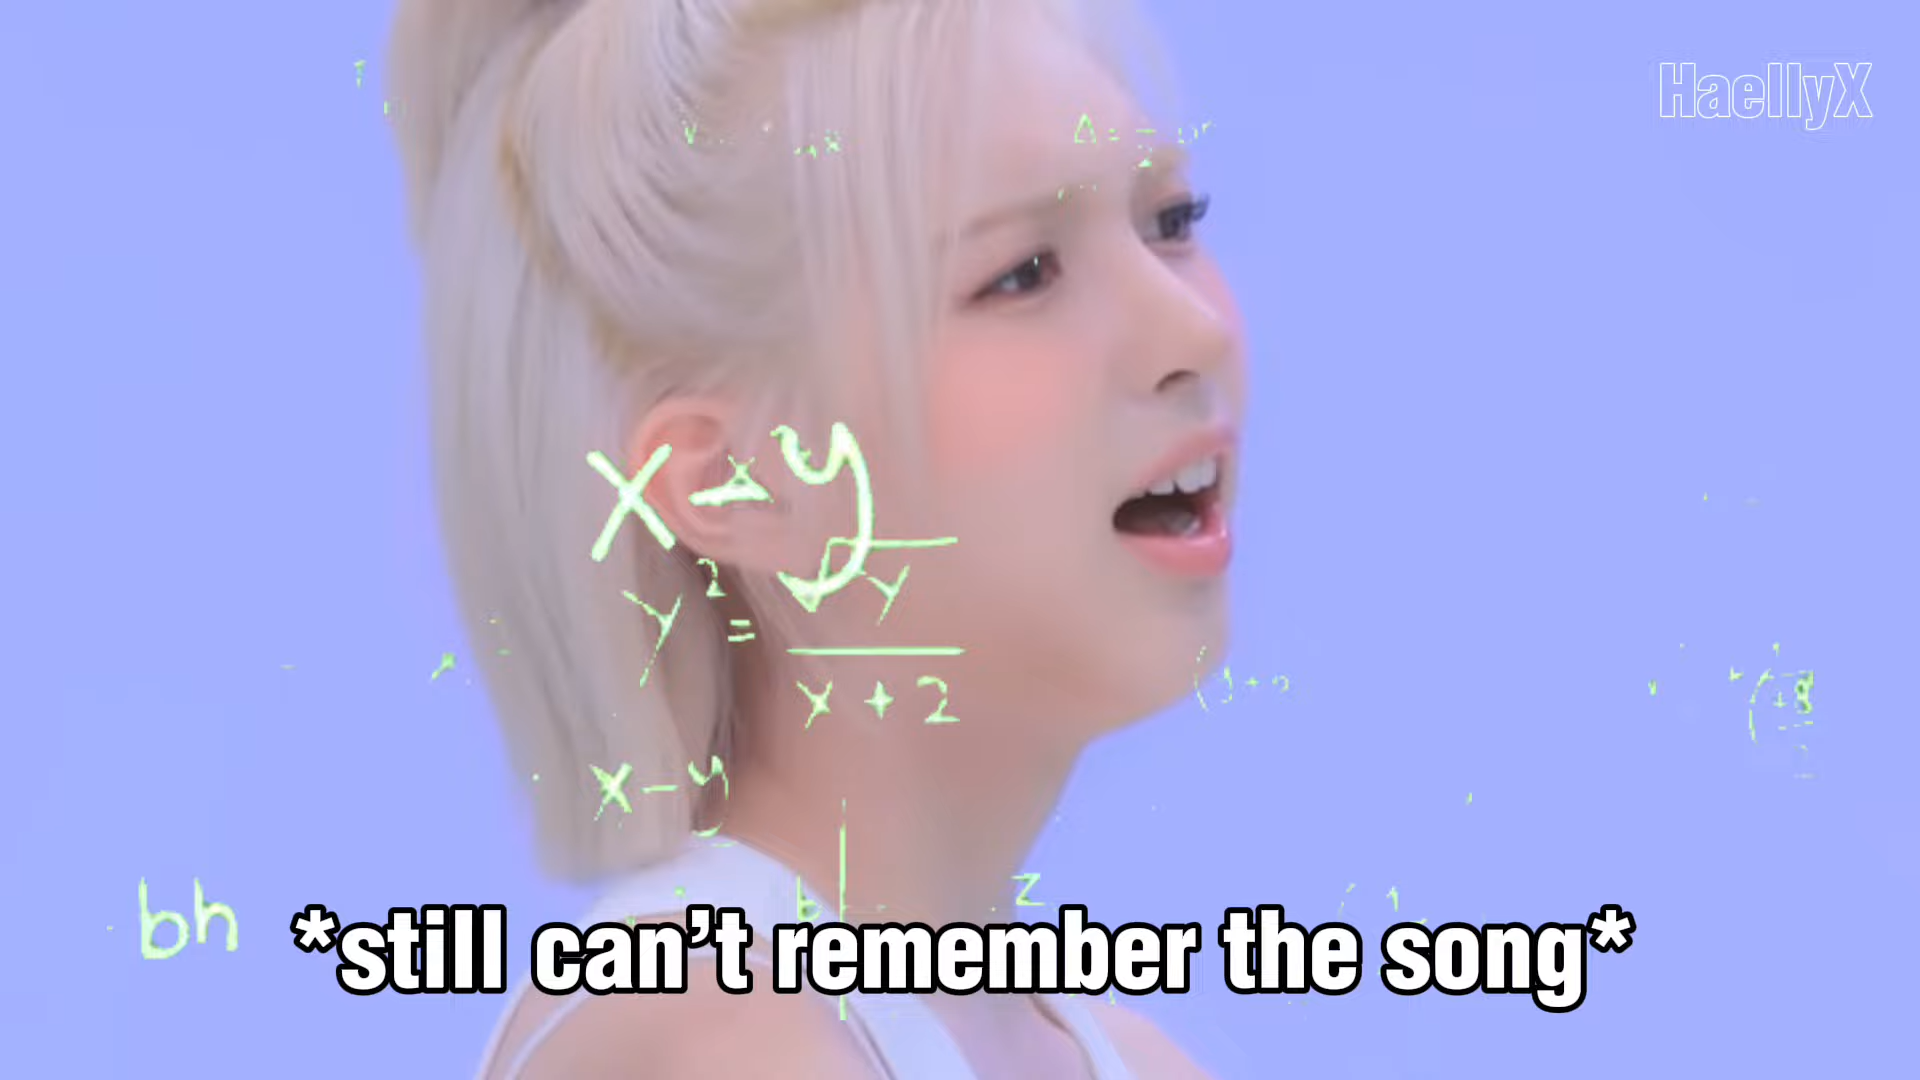 HaellyX
x-y
y² =
√y
x + 2
x-y
bh
z
*still can’t remember the song*